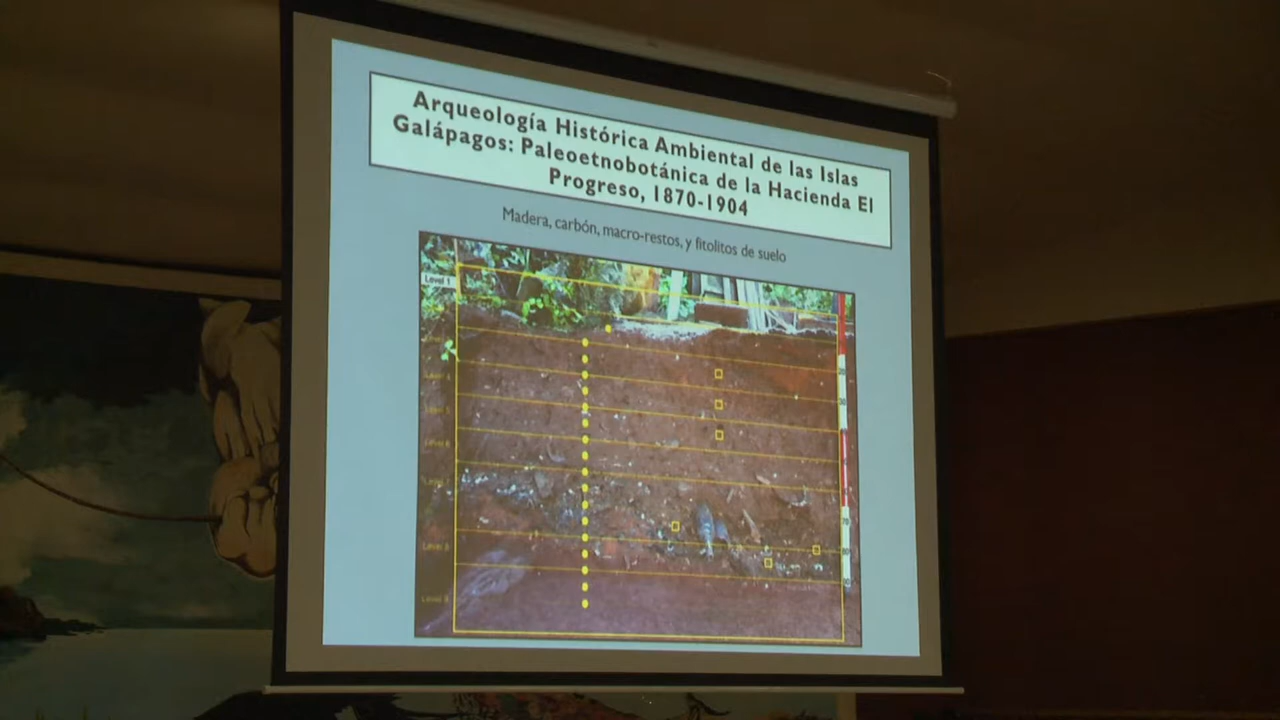 Arqueología Histórica Ambiental de las Islas
Galápagos: Paleoetnobotánica de la Hacienda El
Progreso, 1870-1904
Madera, carbón, macro-restos, y fitolitos de suelo
Level 1